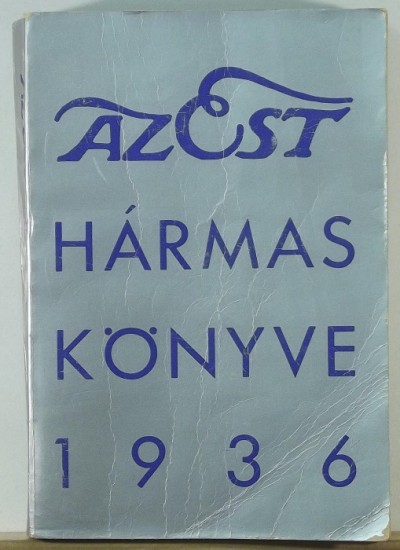 AZ EST
HÁRMAS
KÖNYVE
1936